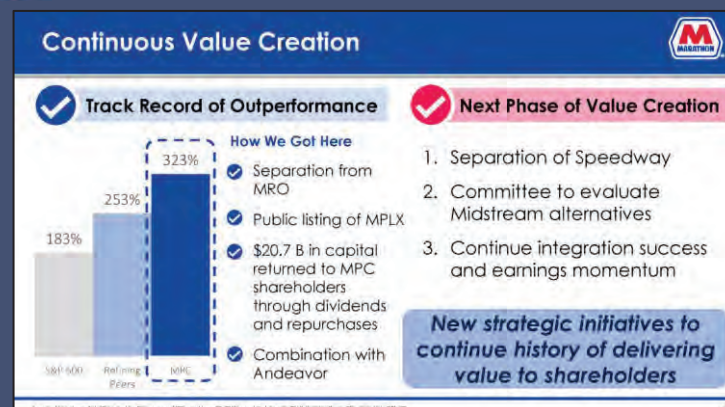 Continuous Value Creation
MARATHON
Track Record of Outperformance
323%
253%
183%
S&P 500
Refining
Peers
MPC
How We Got Here
Separation from
MRO
Public listing of MPLX
$20.7 B in capital
returned to MPC
shareholders
through dividends
and repurchases
Combination with
Andeavor
Next Phase of Value Creation
1. Separation of Speedway
2. Committee to evaluate
Midstream alternatives
3. Continue integration success
and earnings momentum
New strategic initiatives to
continue history of delivering
value to shareholders